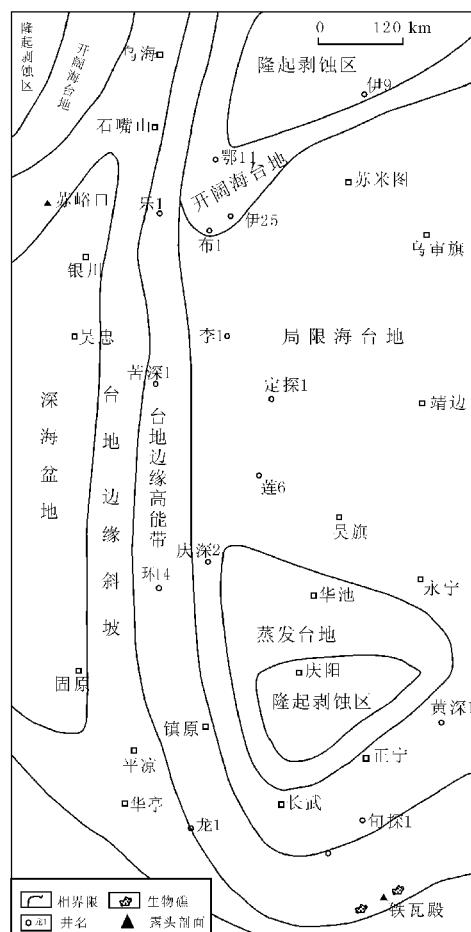 0 120 km
隆起剥蚀区
开阔海台地
乌海
隆起剥蚀区
伊9
石嘴山
鄂11
开阔海台地
苏米图
苏峪口
乐1
伊25
布1
乌审旗
银川
吴忠
李1
局限海台地
苦深1
定探1
靖边
深海盆地
台地边缘斜坡
台地边缘高能带
莲6
吴旗
庆深2
环14
华池
永宁
蒸发台地
庆阳
隆起剥蚀区
固原
黄深1
镇原
平凉
正宁
华亭
长武
龙1
旬探1
铁瓦殿
相界限
生物礁
龙1
井名
露头剖面